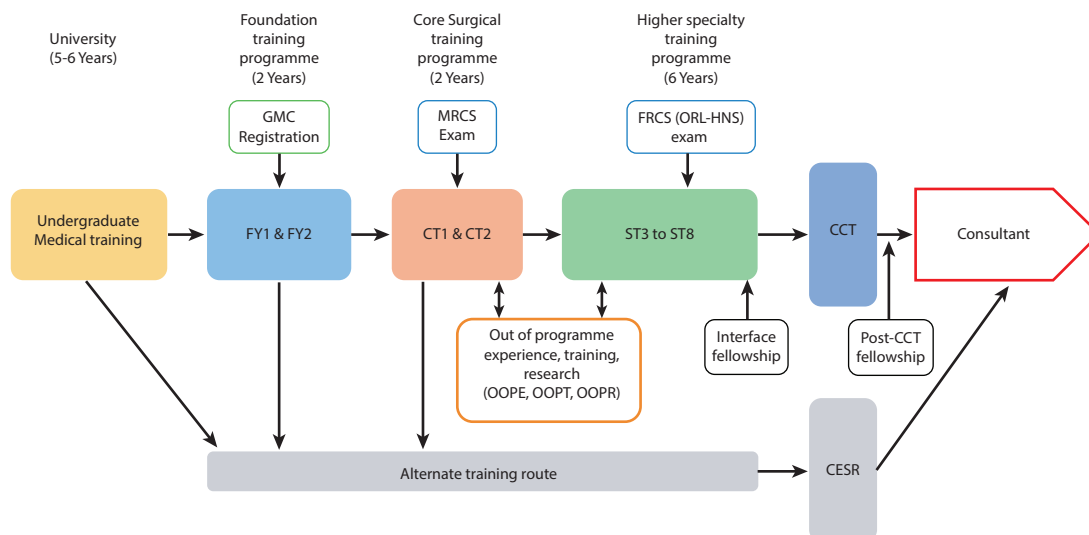 University
(5-6 Years)
Foundation
training
programme
(2 Years)
Core Surgical
training
programme
(2 Years)
Higher specialty
training
programme
(6 Years)
GMC
Registration
MRCS
Exam
FRCS (ORL-HNS)
exam
Undergraduate
Medical training
FY1 & FY2
CT1 & CT2
ST3 to ST8
CCT
Consultant
Out of programme
experience, training,
research
(OOPE, OOPT, OOPR)
Interface
fellowship
Post-CCT
fellowship
Alternate training route
CESR